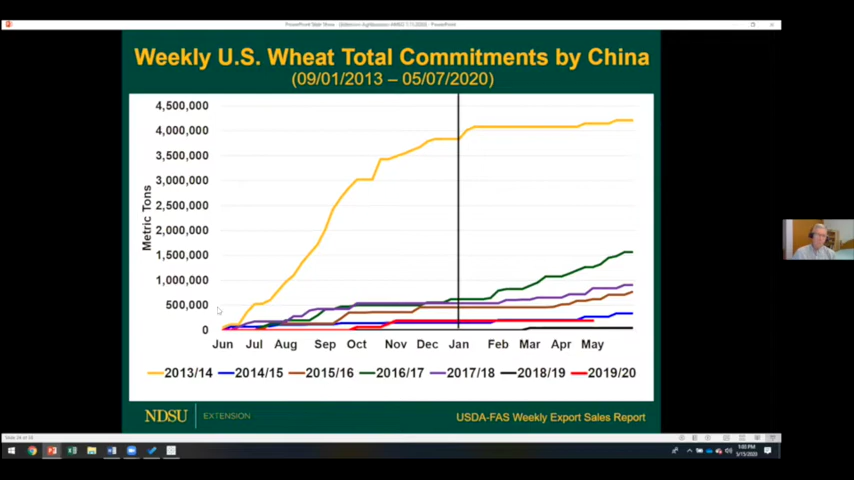 Weekly U.S. Wheat Total Commitments by China
(09/01/2013 – 05/07/2020)
Metric Tons
4,500,000
4,000,000
3,500,000
3,000,000
2,500,000
2,000,000
1,500,000
1,000,000
500,000
0
Jun Jul Aug Sep Oct Nov Dec Jan Feb Mar Apr May
2013/14 2014/15 2015/16 2016/17 2017/18 2018/19 2019/20
NDSU EXTENSION USDA-FAS Weekly Export Sales Report